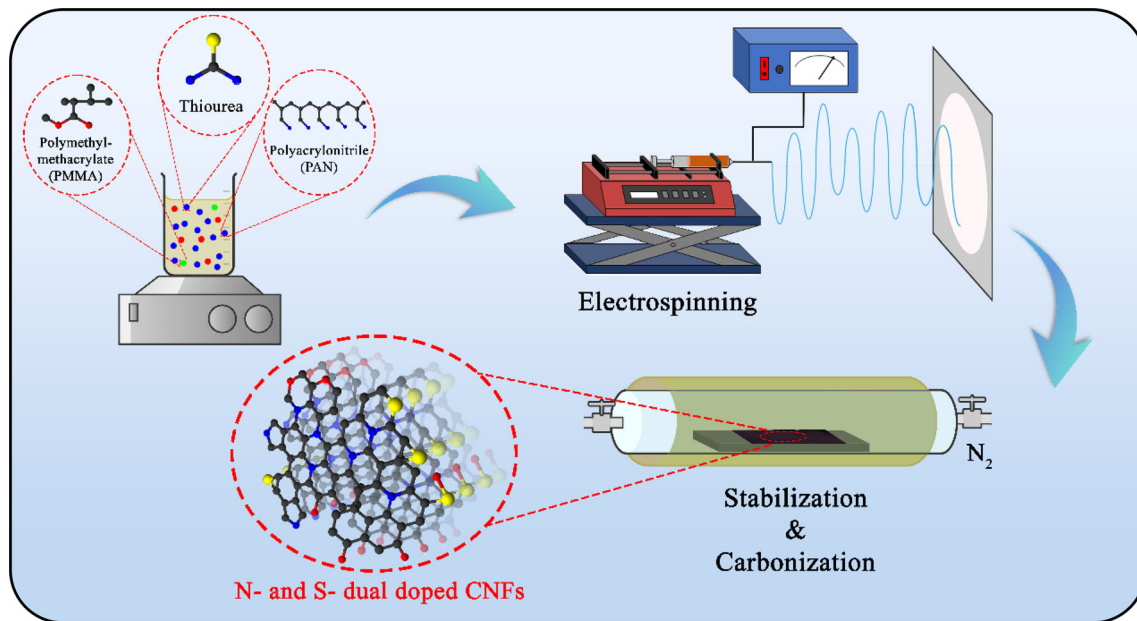 Thiourea
Polymethyl-
methacrylate
(PMMA)
Polyacrylonitrile
(PAN)
Electrospinning
N2
Stabilization
&
Carbonization
N- and S- dual doped CNFs